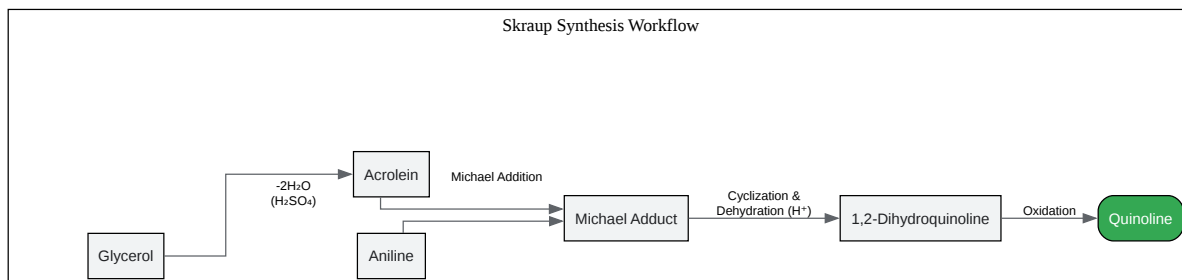 Skraup Synthesis Workflow
Glycerol
-2H₂O
(H₂SO₄)
Acrolein
Aniline
Michael Addition
Michael Adduct
Cyclization &
Dehydration (H⁺)
1,2-Dihydroquinoline
Oxidation
Quinoline